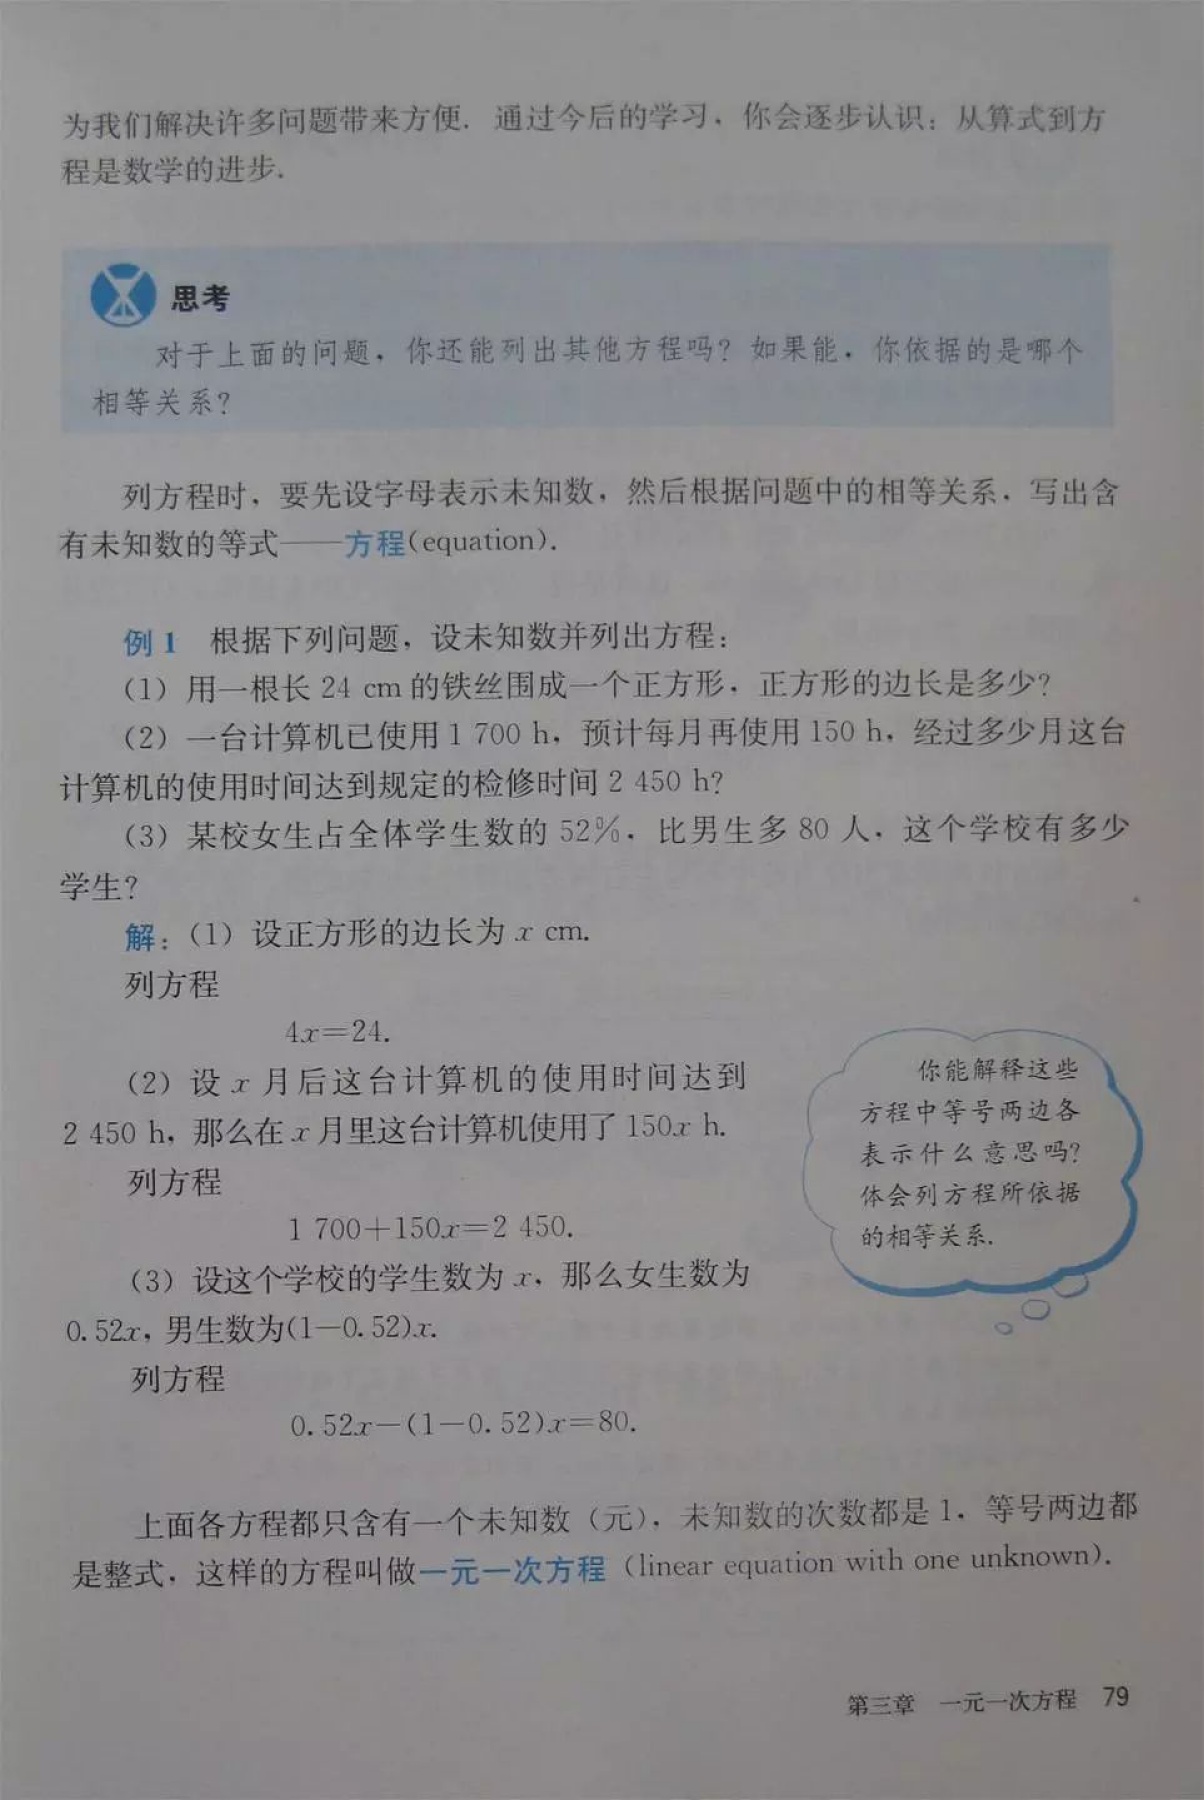 为我们解决许多问题带来方便. 通过今后的学习，你会逐步认识：从算式到方
程是数学的进步.
思考
对于上面的问题，你还能列出其他方程吗？如果能，你依据的是哪个
相等关系？
列方程时，要先设字母表示未知数，然后根据问题中的相等关系，写出含
有未知数的等式——方程(equation).
例1 根据下列问题，设未知数并列出方程：
(1) 用一根长 24 cm 的铁丝围成一个正方形，正方形的边长是多少？
(2) 一台计算机已使用 1 700 h，预计每月再使用 150 h，经过多少月这台
计算机的使用时间达到规定的检修时间 2 450 h？
(3) 某校女生占全体学生数的 52%，比男生多 80 人，这个学校有多少
学生？
解：(1) 设正方形的边长为 x cm.
列方程
4x=24.
(2) 设 x 月后这台计算机的使用时间达到
2 450 h，那么在 x 月里这台计算机使用了 150x h.
列方程
1 700+150x=2 450.
(3) 设这个学校的学生数为 x，那么女生数为
0.52x，男生数为(1-0.52)x.
列方程
0.52x-(1-0.52)x=80.
你能解释这些
方程中等号两边各
表示什么意思吗？
体会列方程所依据
的相等关系.
上面各方程都只含有一个未知数（元），未知数的次数都是 1，等号两边都
是整式，这样的方程叫做一元一次方程（linear equation with one unknown）.
第三章 一元一次方程 79